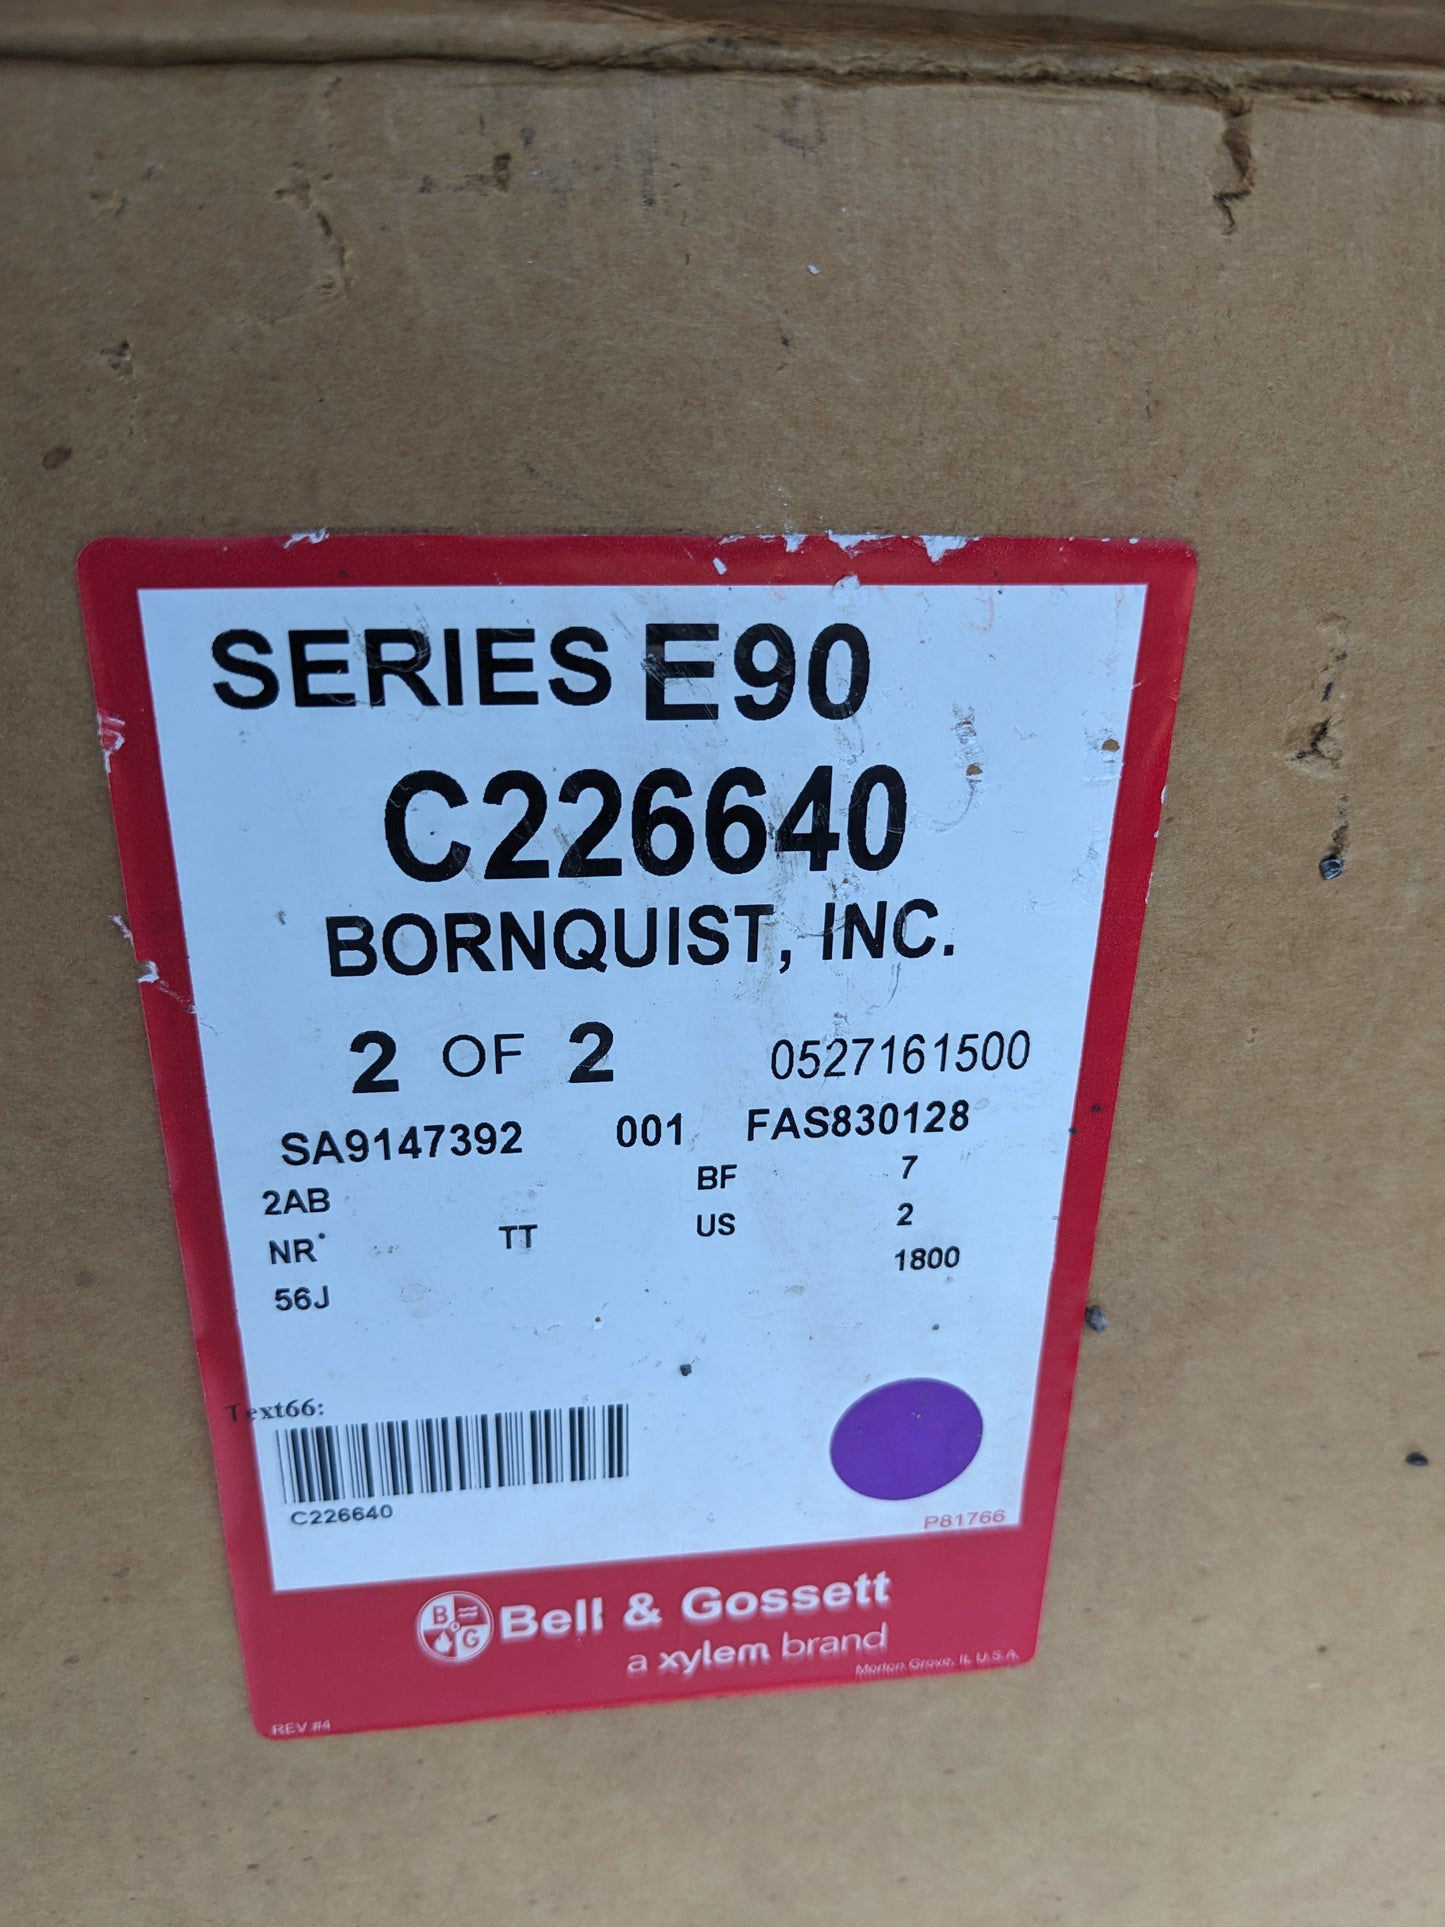 SERIES E90
C226640
BORNQUIST, INC.
2 OF 2 0527161500
SA9147392 001 FAS830128
2AB BF 7
NR TT US 2
56J 1800
Text66:
C226640
P81766
B & G Bell & Gossett
a xylem brand
Morton Grove, IL U.S.A.
REV #4